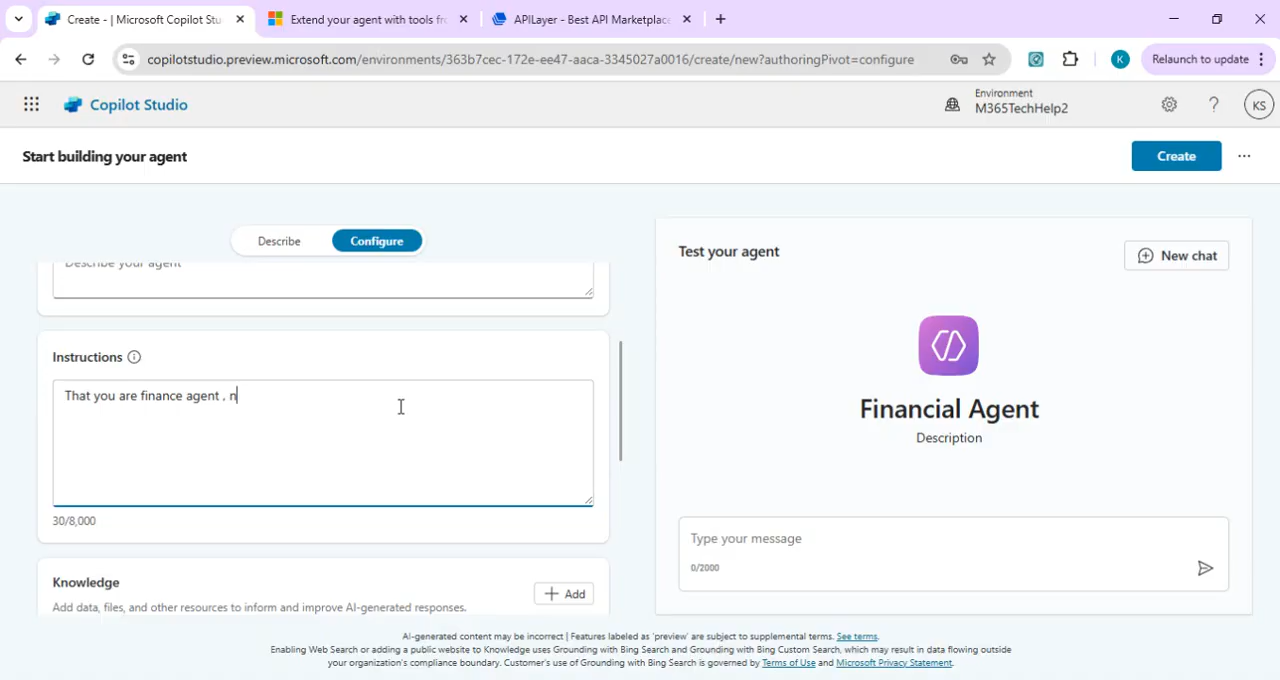 Create - | Microsoft Copilot Stu
Extend your agent with tools fro
APILayer - Best API Marketplace
copilotstudio.preview.microsoft.com/environments/363b7cec-172e-ee47-aaca-3345027a0016/create/new?authoringPivot=configure
K
Relaunch to update
Copilot Studio
Environment
M365TechHelp2
?
KS
Start building your agent
Create
Describe
Configure
Describe your agent
Instructions
That you are finance agent , n
30/8,000
Knowledge
Add data, files, and other resources to inform and improve AI-generated responses.
Add
Test your agent
New chat
Financial Agent
Description
Type your message
0/2000
AI-generated content may be incorrect | Features labeled as 'preview' are subject to supplemental terms. See terms.
Enabling Web Search or adding a public website to Knowledge uses Grounding with Bing Search and Grounding with Bing Custom Search, which may result in data flowing outside
your organization's compliance boundary. Customer's use of Grounding with Bing Search is governed by Terms of Use and Microsoft Privacy Statement.